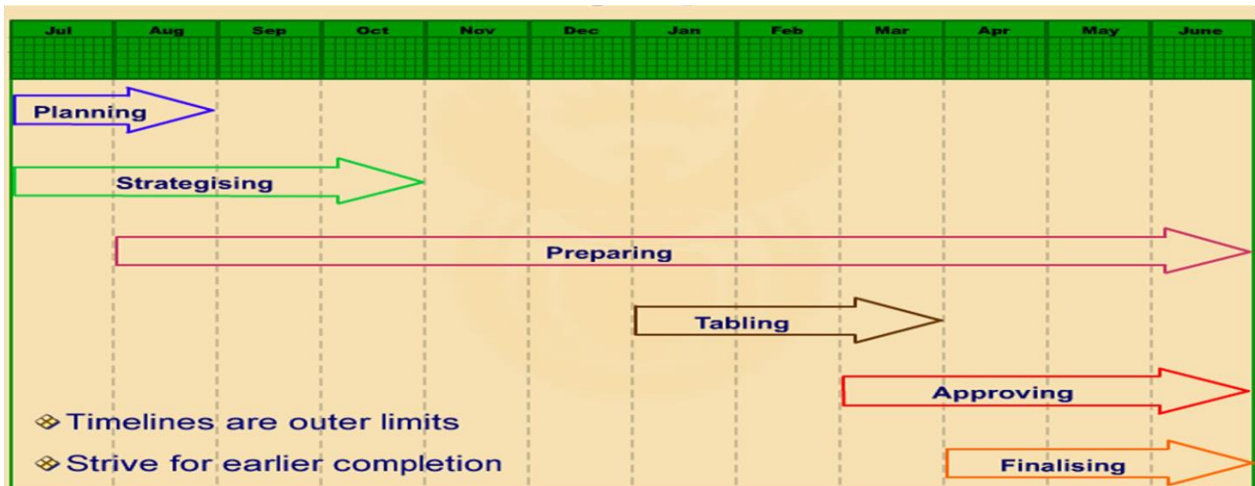 Jul Aug Sep Oct Nov Dec Jan Feb Mar Apr May June
Planning
Strategising
Preparing
Tabling
Approving
Timelines are outer limits
Strive for earlier completion
Finalising